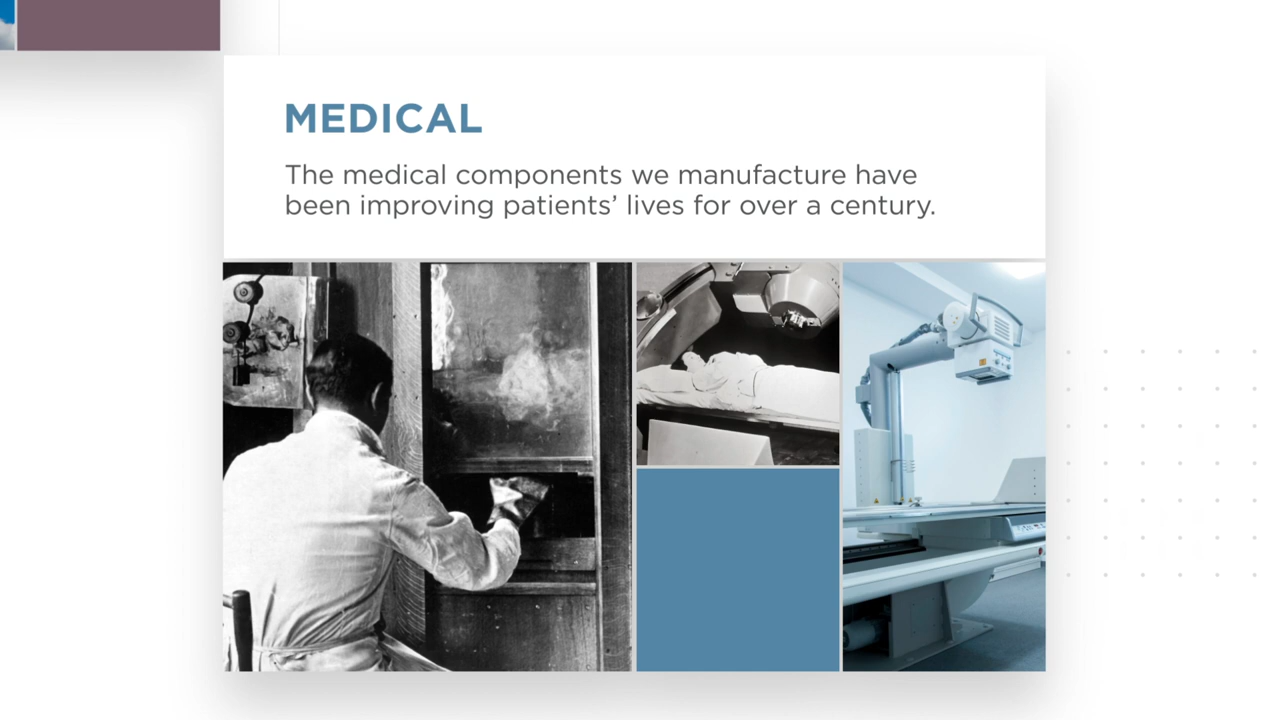 MEDICAL
The medical components we manufacture have
been improving patients’ lives for over a century.